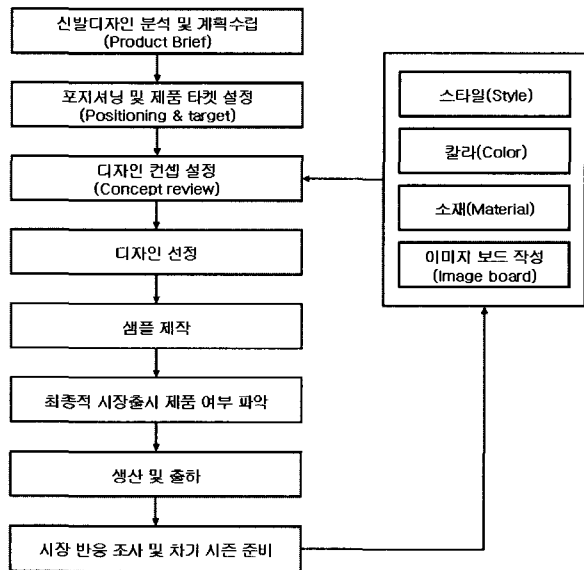 신발디자인 분석 및 계획수립
(Product Brief)
포지셔닝 및 제품 타켓 설정
(Positioning & target)
디자인 컨셉 설정
(Concept review)
디자인 선정
샘플 제작
최종적 시장출시 제품 여부 파악
생산 및 출하
시장 반응 조사 및 차기 시즌 준비
스타일(Style)
칼라(Color)
소재(Material)
이미지 보드 작성
(Image board)